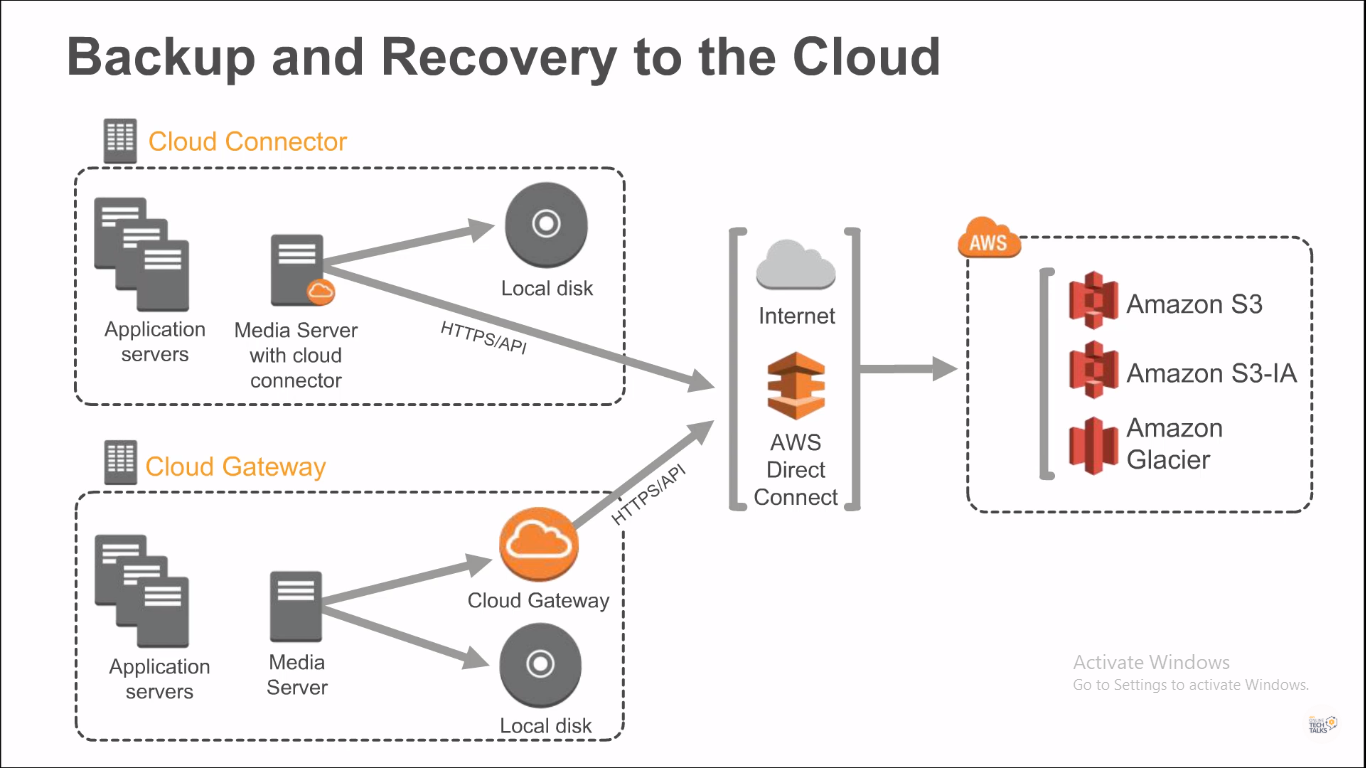 Backup and Recovery to the Cloud
Cloud Connector
Application
servers
Media Server
with cloud
connector
Local disk
HTTPS/API
Cloud Gateway
Application
servers
Media
Server
Cloud Gateway
Local disk
HTTPS/API
Internet
AWS
Direct
Connect
AWS
Amazon S3
Amazon S3-IA
Amazon
Glacier
Activate Windows
Go to Settings to activate Windows.
TECH
TALKS